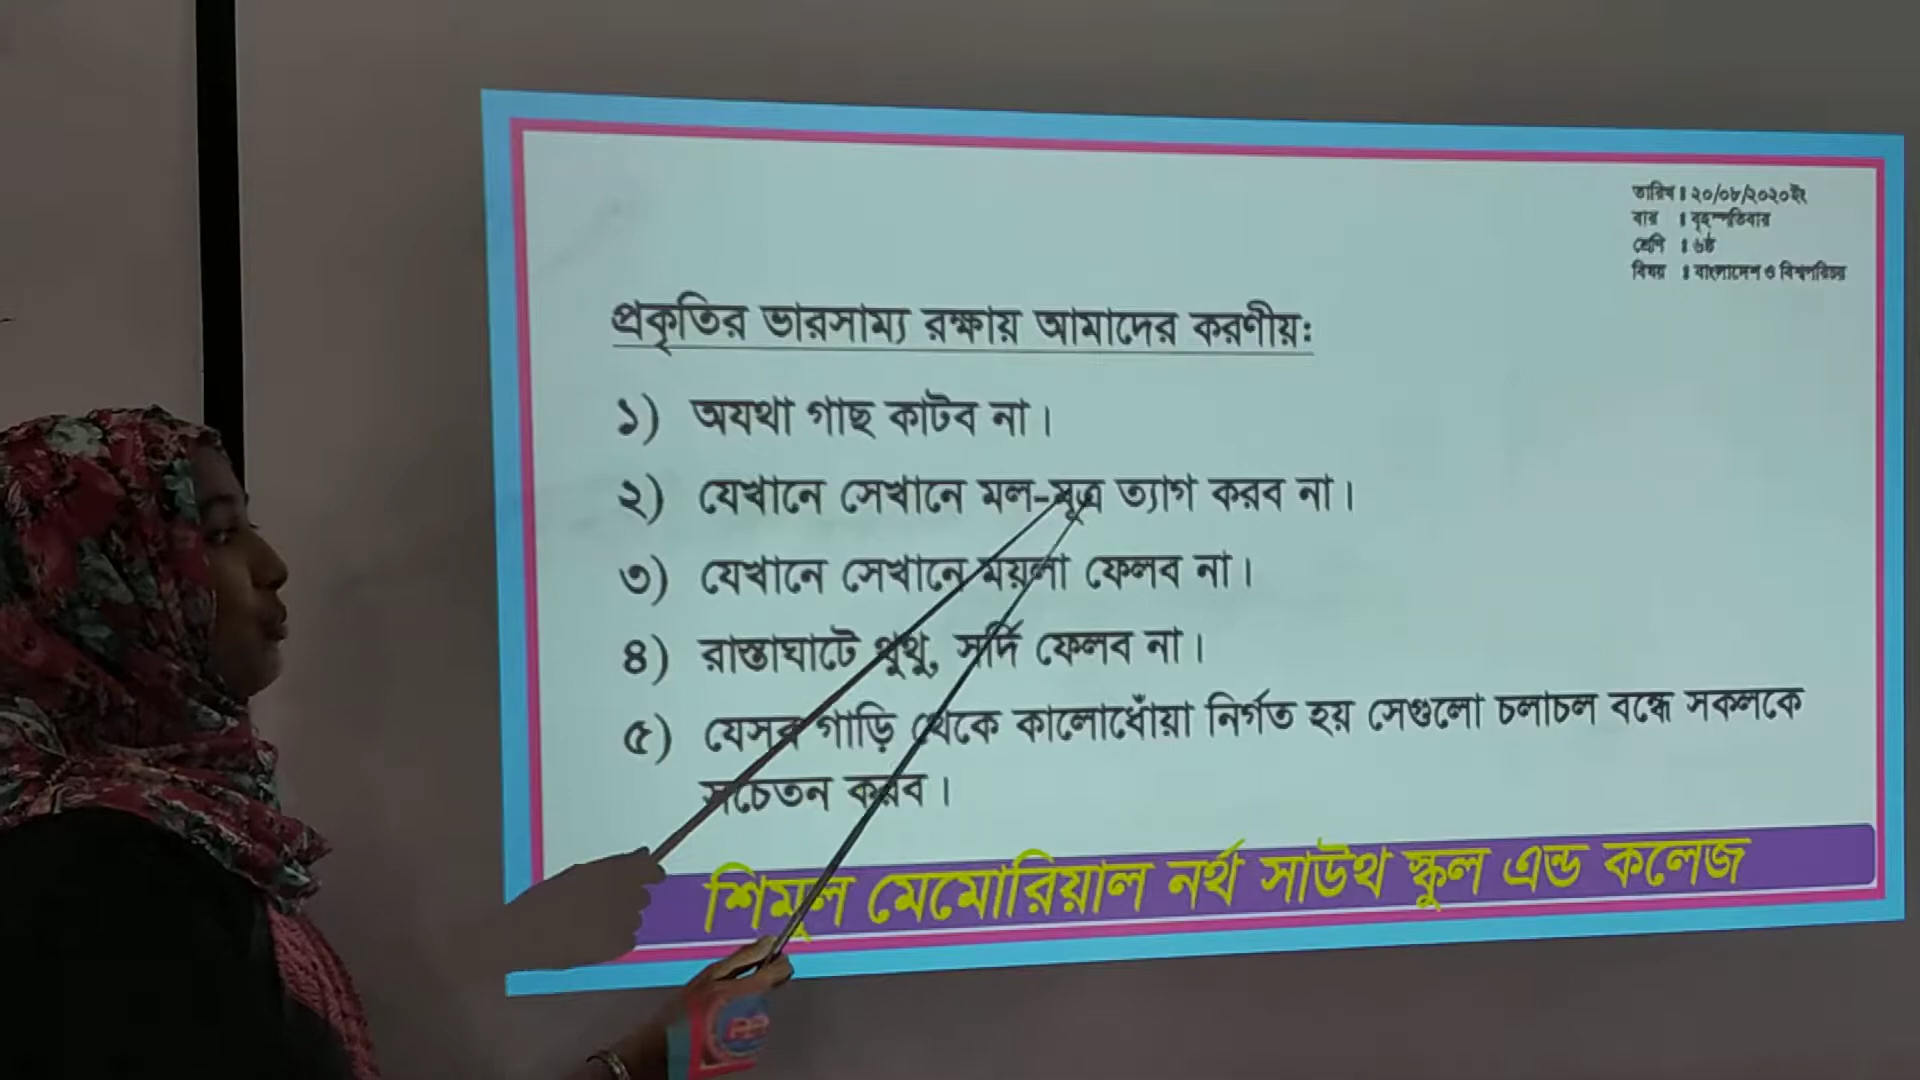 তারিখ ঃ ২০/০৮/২০২০ইং
বার ঃ বৃহস্পতিবার
শ্রেণি ঃ ৬ষ্ঠ
বিষয় ঃ বাংলাদেশ ও বিশ্বপরিচয়
প্রকৃতির ভারসাম্য রক্ষায় আমাদের করণীয়ঃ
১) অযথা গাছ কাটব না।
২) যেখানে সেখানে মল-মূত্র ত্যাগ করব না।
৩) যেখানে সেখানে ময়লা ফেলব না।
৪) রাস্তাঘাটে থুথু, সর্দি ফেলব না।
৫) যেসব গাড়ি থেকে কালোধোঁয়া নির্গত হয় সেগুলো চলাচল বন্ধে সকলকে
সচেতন করব।
শিমুল মেমোরিয়াল নর্থ সাউথ স্কুল এন্ড কলেজ